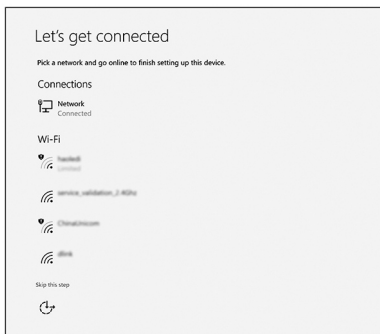 Let's get connected
Pick a network and go online to finish setting up this device.
Connections
Network
Connected
Wi-Fi
Limited
service_validation_2.4Ghz
ChinaUnicom
dlink
Skip this step